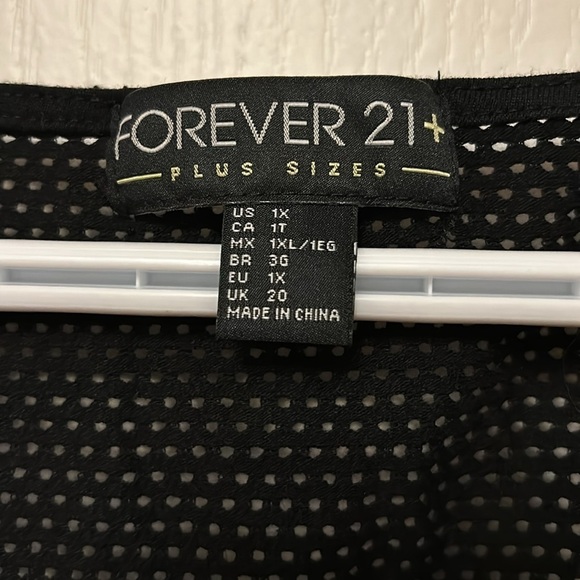 FOREVER 21+
PLUS SIZES
US 1X
CA 1T
MX 1XL/1EG
BR 3G
EU 1X
UK 20
MADE IN CHINA